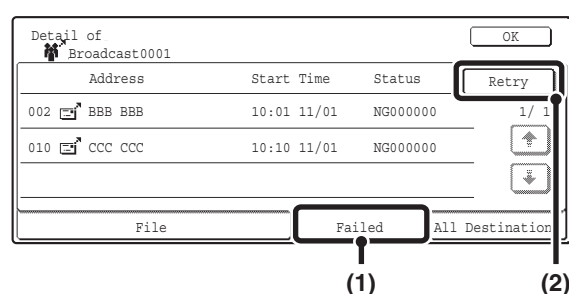 Detail of
Broadcast0001
OK
Address Start Time Status Retry
002 BBB BBB 10:01 11/01 NG000000 1/ 1
010 CCC CCC 10:10 11/01 NG000000
File Failed All Destination
(1) (2)